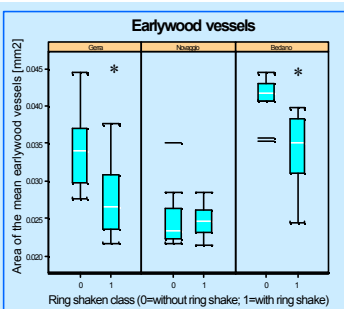 Earlywood vessels
Gerra Novaggio Bedano
* *
Area of the mean earlywood vessels [mm2]
0.045
0.040
0.035
0.030
0.025
0.020
0 1 0 1 0 1
Ring shaken class (0=without ring shake; 1=with ring shake)